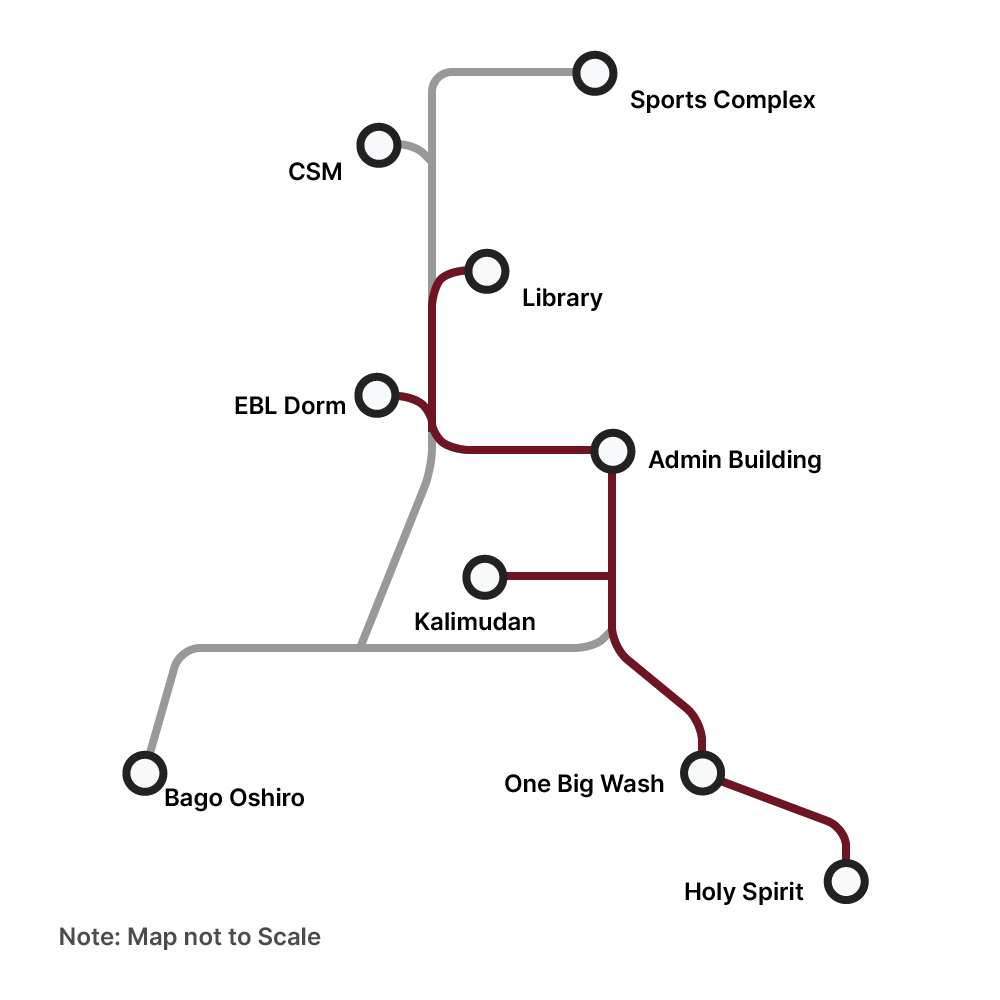 Sports Complex
CSM
Library
EBL Dorm
Admin Building
Kalimudan
One Big Wash
Bago Oshiro
Holy Spirit
Note: Map not to Scale